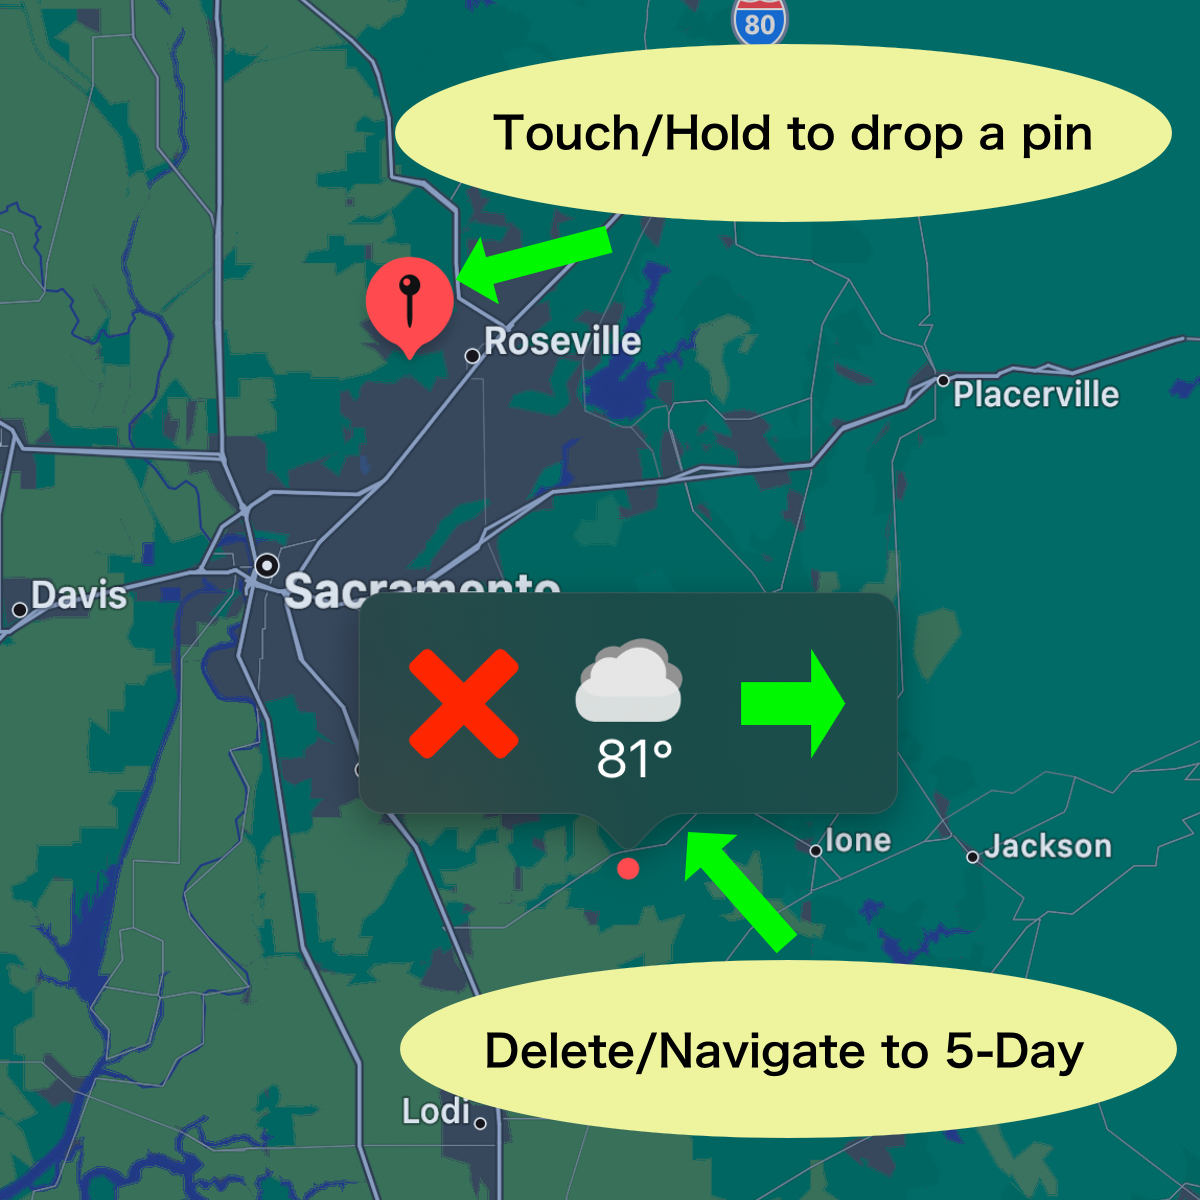 80
Touch/Hold to drop a pin
Roseville
Placerville
Davis
Sacramento
81°
Ione
Jackson
Delete/Navigate to 5-Day
Lodi